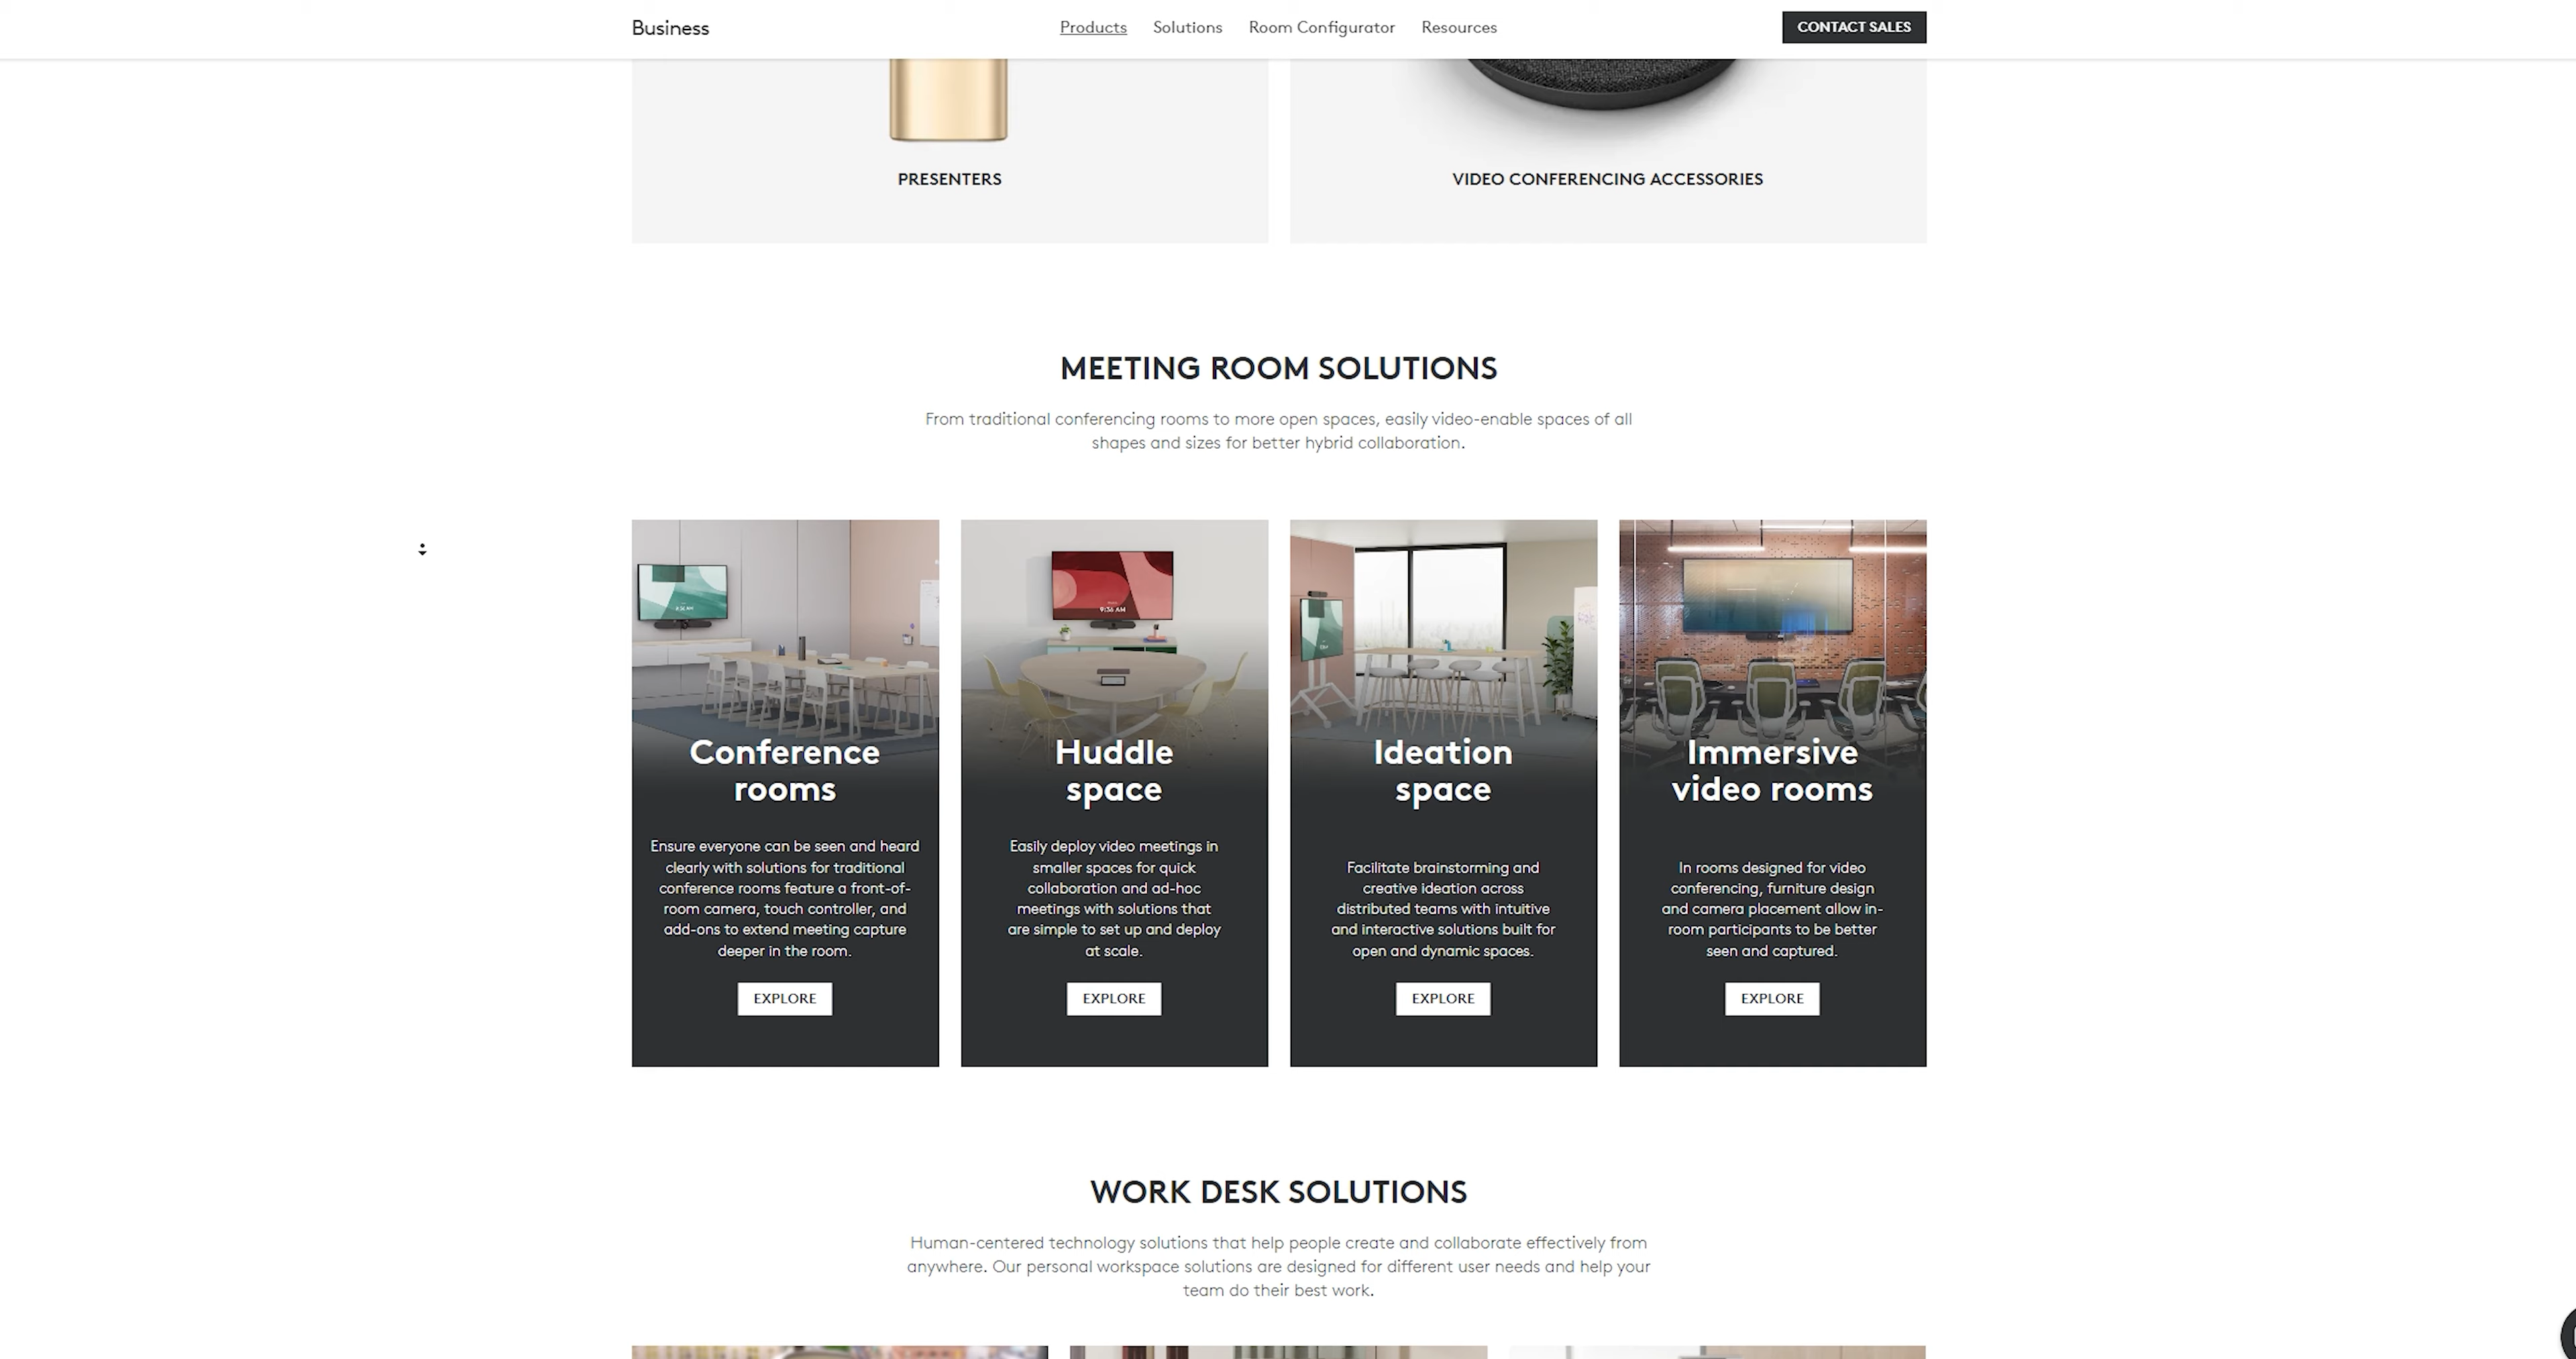 Business
Products
Solutions
Room Configurator
Resources
CONTACT SALES
PRESENTERS
VIDEO CONFERENCING ACCESSORIES
MEETING ROOM SOLUTIONS
From traditional conferencing rooms to more open spaces, easily video-enable spaces of all
shapes and sizes for better hybrid collaboration.
9:36 AM
Conference
rooms
Ensure everyone can be seen and heard
clearly with solutions for traditional
conference rooms feature a front-of-
room camera, touch controller, and
add-ons to extend meeting capture
deeper in the room.
EXPLORE
Huddle
space
Easily deploy video meetings in
smaller spaces for quick
collaboration and ad-hoc
meetings with solutions that
are simple to set up and deploy
at scale.
EXPLORE
Ideation
space
Facilitate brainstorming and
creative ideation across
distributed teams with intuitive
and interactive solutions built for
open and dynamic spaces.
EXPLORE
Immersive
video rooms
In rooms designed for video
conferencing, furniture design
and camera placement allow in-
room participants to be better
seen and captured.
EXPLORE
WORK DESK SOLUTIONS
Human-centered technology solutions that help people create and collaborate effectively from
anywhere. Our personal workspace solutions are designed for different user needs and help your
team do their best work.